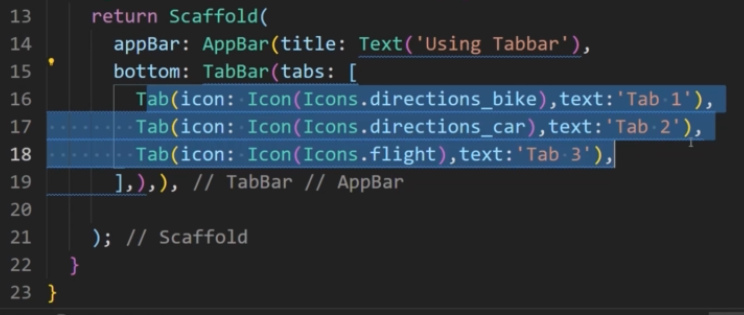 13 return Scaffold(
14 appBar: AppBar(title: Text('Using Tabbar'),
15 bottom: TabBar(tabs: [
16 Tab(icon: Icon(Icons.directions_bike),text:'Tab 1'),
17 Tab(icon: Icon(Icons.directions_car),text:'Tab 2'),
18 Tab(icon: Icon(Icons.flight),text:'Tab 3'),
19 ],),), // TabBar // AppBar
20
21 ); // Scaffold
22 }
23 }